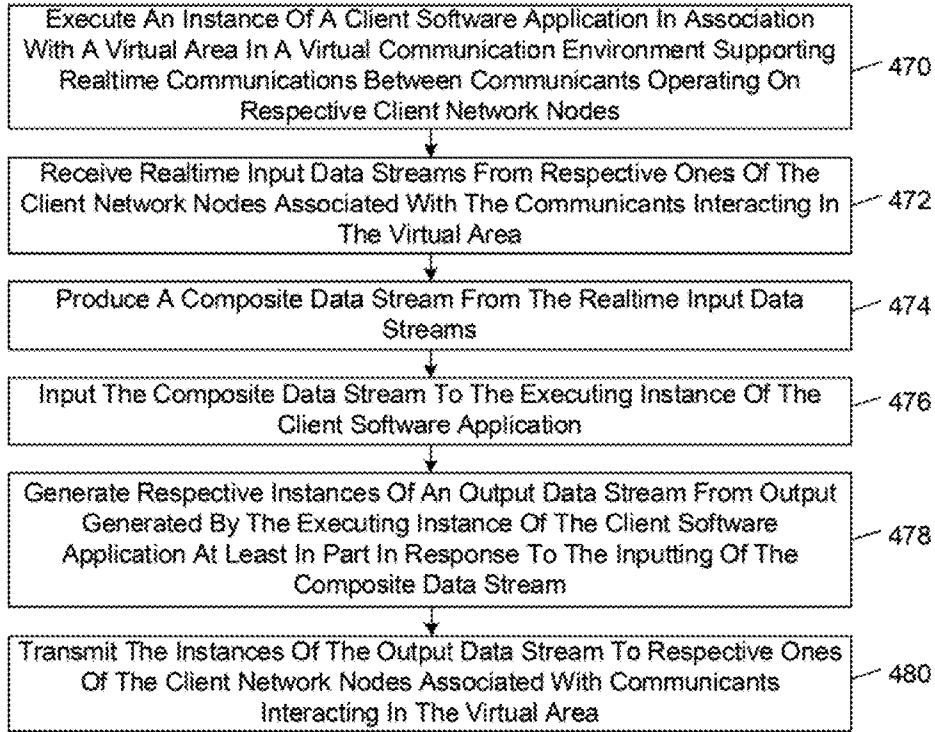 Execute An Instance Of A Client Software Application In Association
With A Virtual Area In A Virtual Communication Environment Supporting
Realtime Communications Between Communicants Operating On
Respective Client Network Nodes
470
Receive Realtime Input Data Streams From Respective Ones Of The
Client Network Nodes Associated With The Communicants Interacting In
The Virtual Area
472
Produce A Composite Data Stream From The Realtime Input Data
Streams
474
Input The Composite Data Stream To The Executing Instance Of The
Client Software Application
476
Generate Respective Instances Of An Output Data Stream From Output
Generated By The Executing Instance Of The Client Software
Application At Least In Part In Response To The Inputting Of The
Composite Data Stream
478
Transmit The Instances Of The Output Data Stream To Respective Ones
Of The Client Network Nodes Associated With Communicants
Interacting In The Virtual Area
480